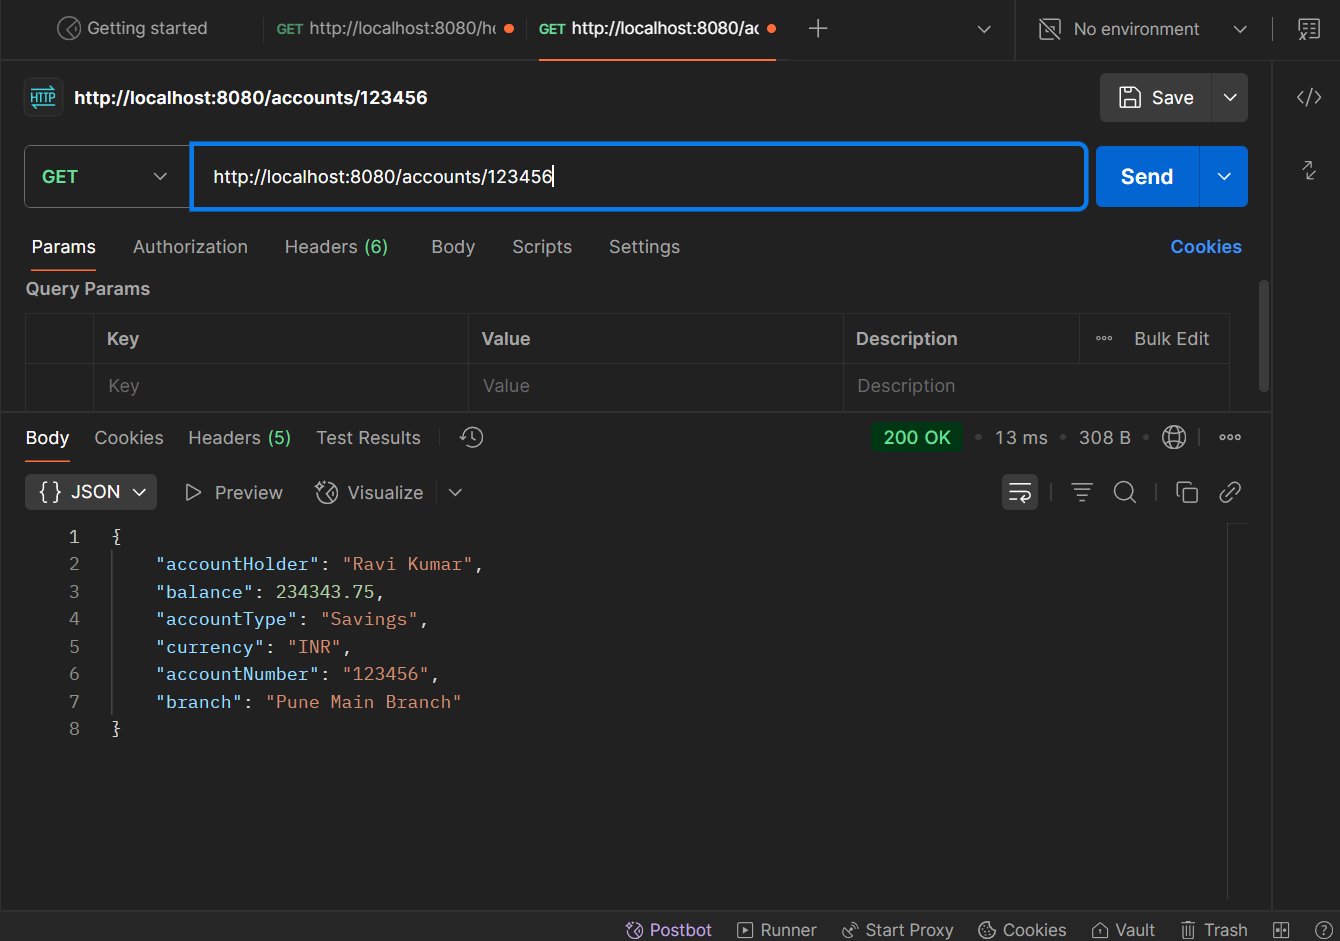 Getting started GET http://localhost:8080/he GET http://localhost:8080/ac No environment
HTTP http://localhost:8080/accounts/123456 Save
GET http://localhost:8080/accounts/123456 Send
Params Authorization Headers (6) Body Scripts Settings Cookies
Query Params
Key Value Description Bulk Edit
Key Value Description
Body Cookies Headers (5) Test Results 200 OK • 13 ms • 308 B •
{} JSON Preview Visualize
1 {
2 "accountHolder": "Ravi Kumar",
3 "balance": 234343.75,
4 "accountType": "Savings",
5 "currency": "INR",
6 "accountNumber": "123456",
7 "branch": "Pune Main Branch"
8 }
Postbot Runner Start Proxy Cookies Vault Trash